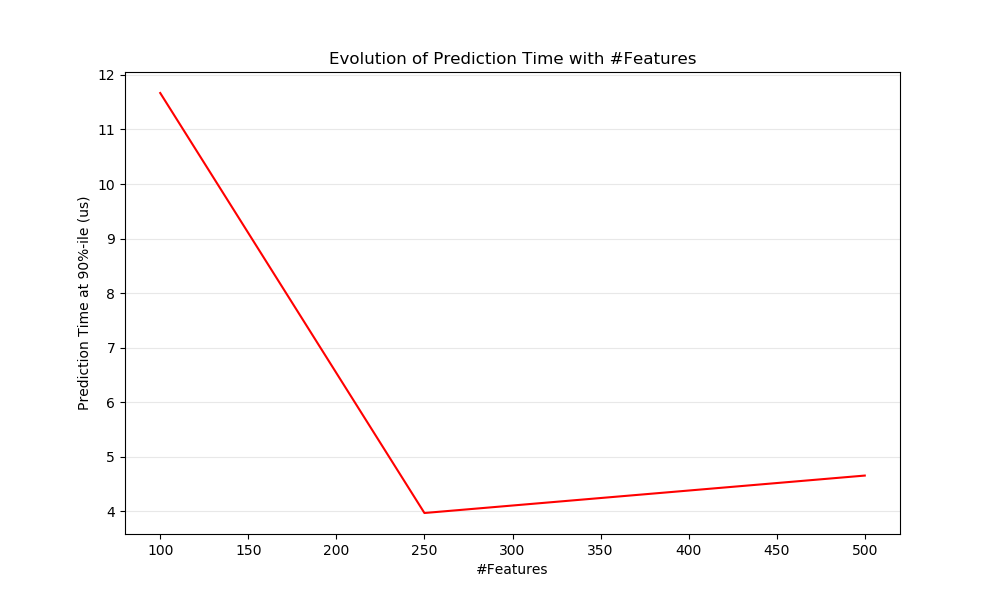 Evolution of Prediction Time with #Features
12
11
10
9
8
7
6
5
4
Prediction Time at 90%-ile (us)
100 150 200 250 300 350 400 450 500
#Features